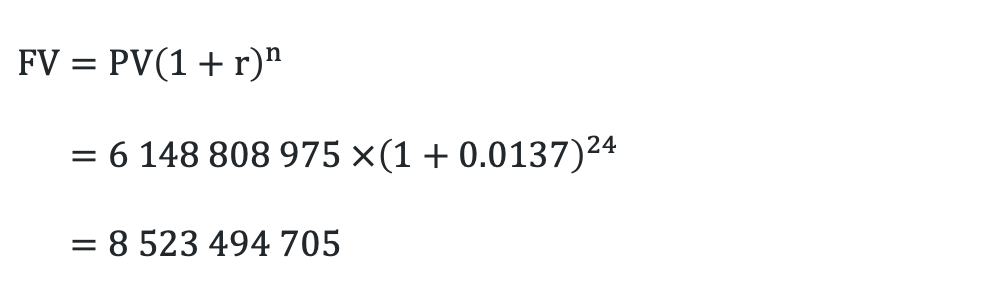 FV = PV(1 + r)ⁿ
= 6 148 808 975 ×(1 + 0.0137)²⁴
= 8 523 494 705